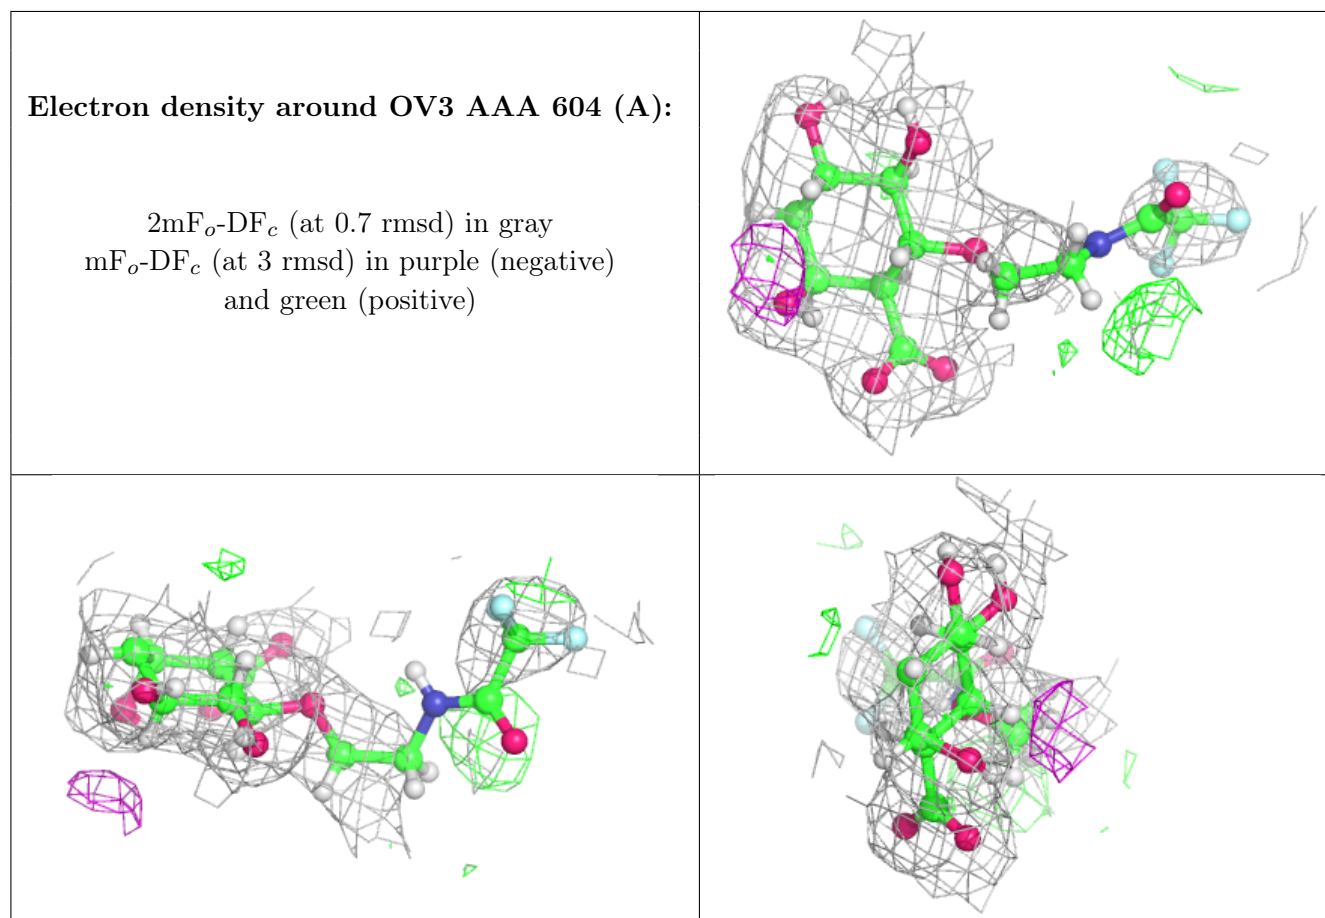 Electron density around OV3 AAA 604 (A):
2mFₒ-DF𝒸 (at 0.7 rmsd) in gray
mFₒ-DF𝒸 (at 3 rmsd) in purple (negative)
and green (positive)